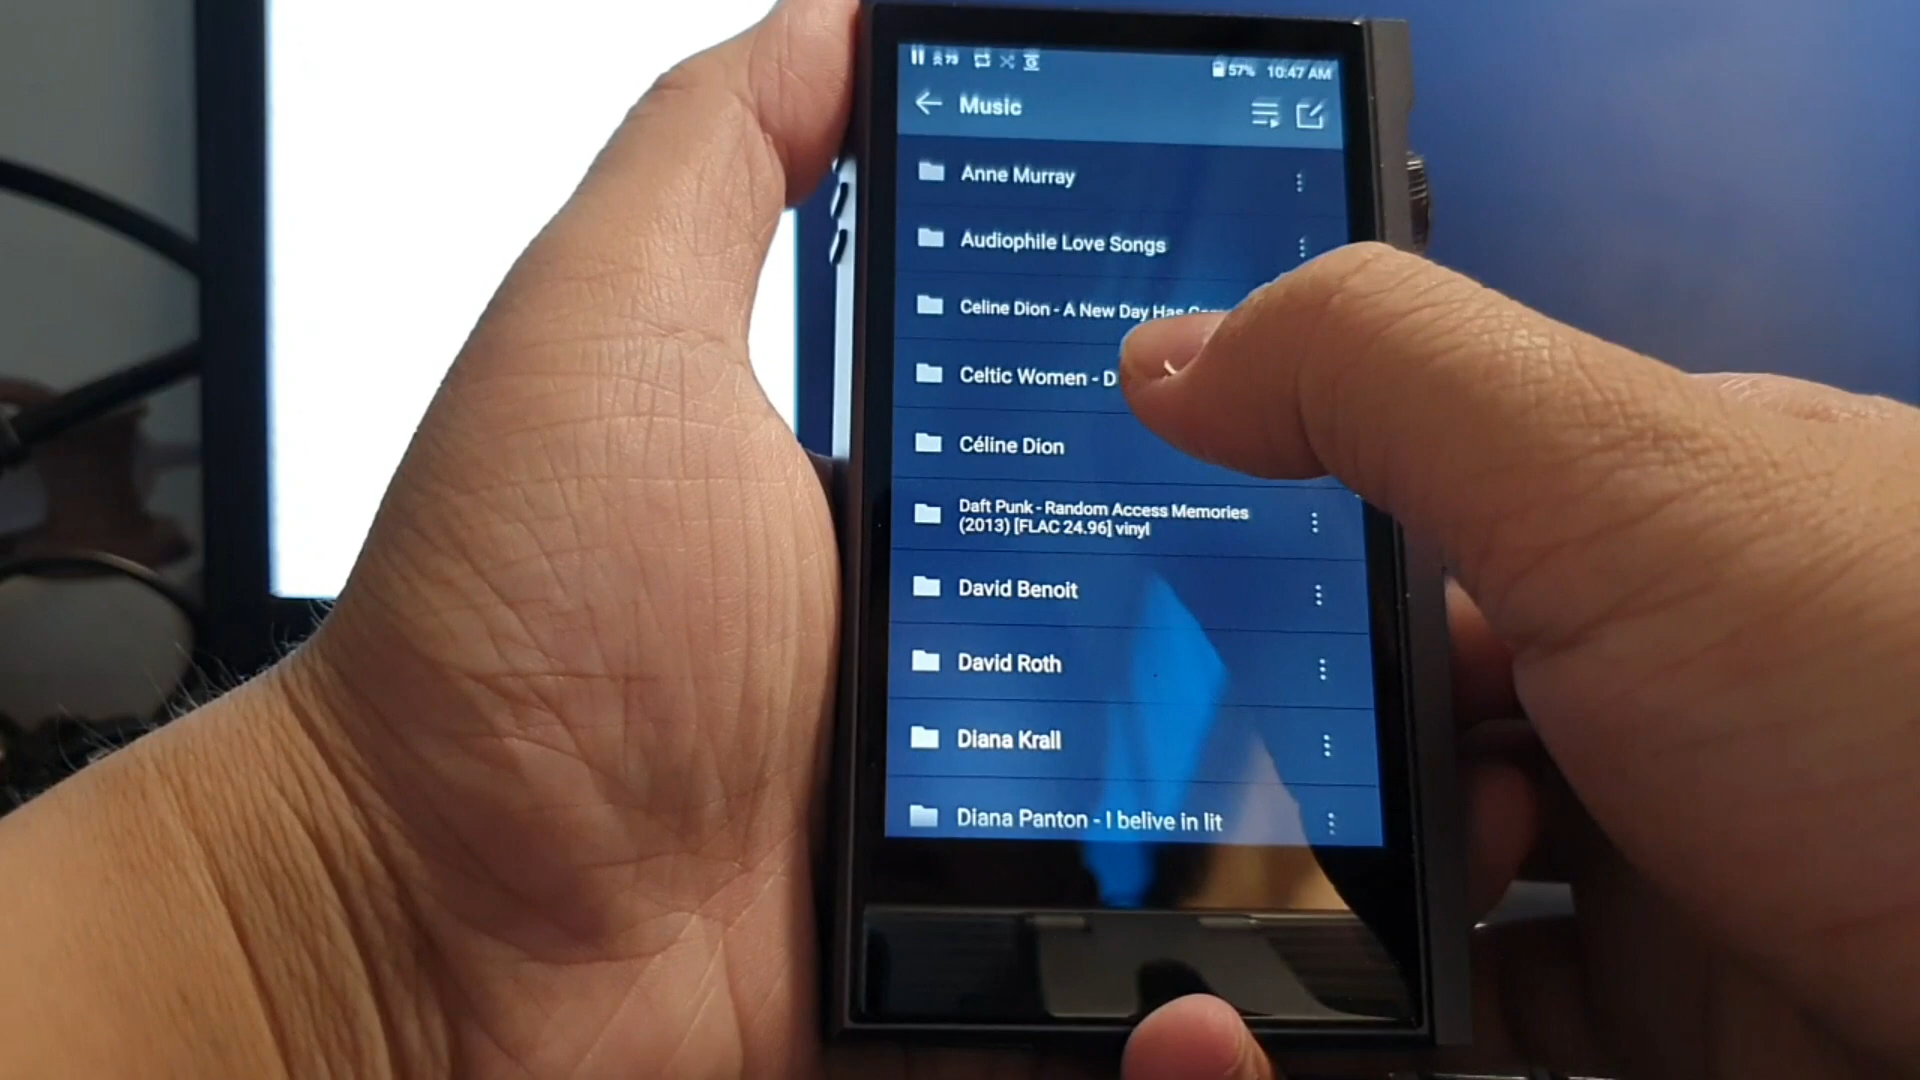 73
57% 10:47 AM
Music
Anne Murray
Audiophile Love Songs
Celine Dion - A New Day Has
Celtic Women - D
Céline Dion
Daft Punk - Random Access Memories
(2013) [FLAC 24.96] vinyl
David Benoit
David Roth
Diana Krall
Diana Panton - I belive in lit